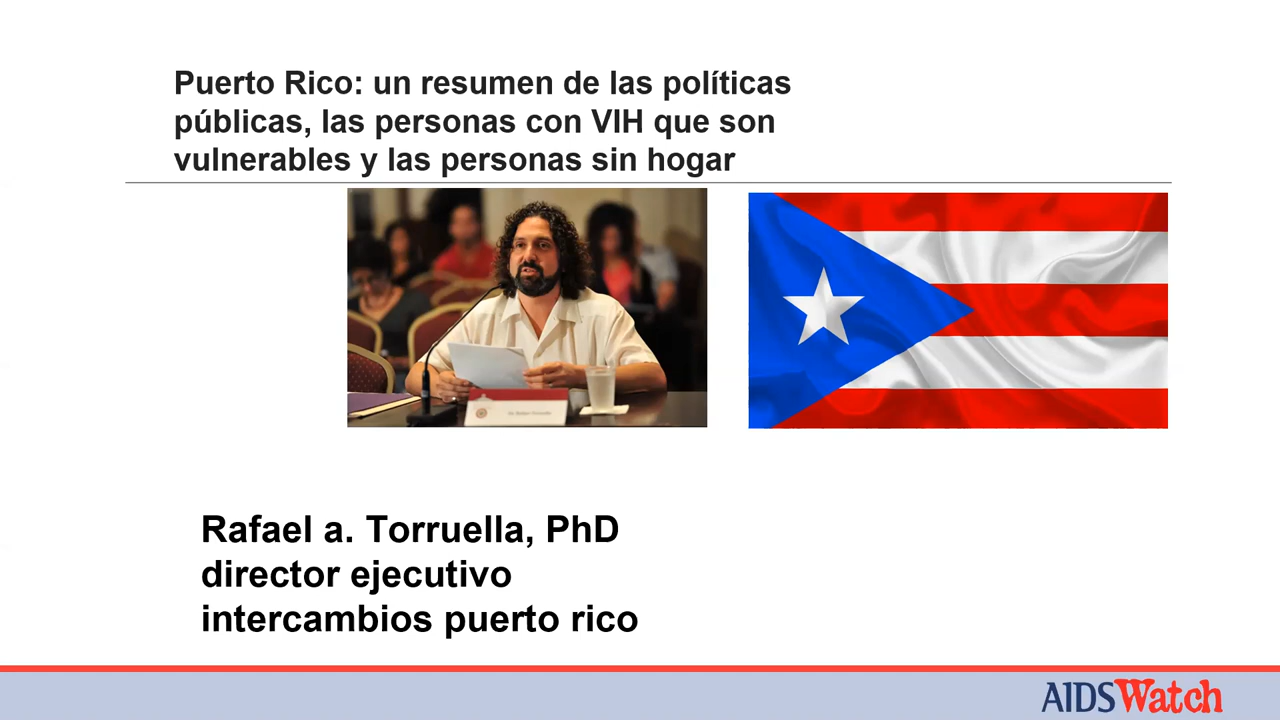 Puerto Rico: un resumen de las políticas
públicas, las personas con VIH que son
vulnerables y las personas sin hogar
Rafael a. Torruella, PhD
director ejecutivo
intercambios puerto rico
AIDSWatch